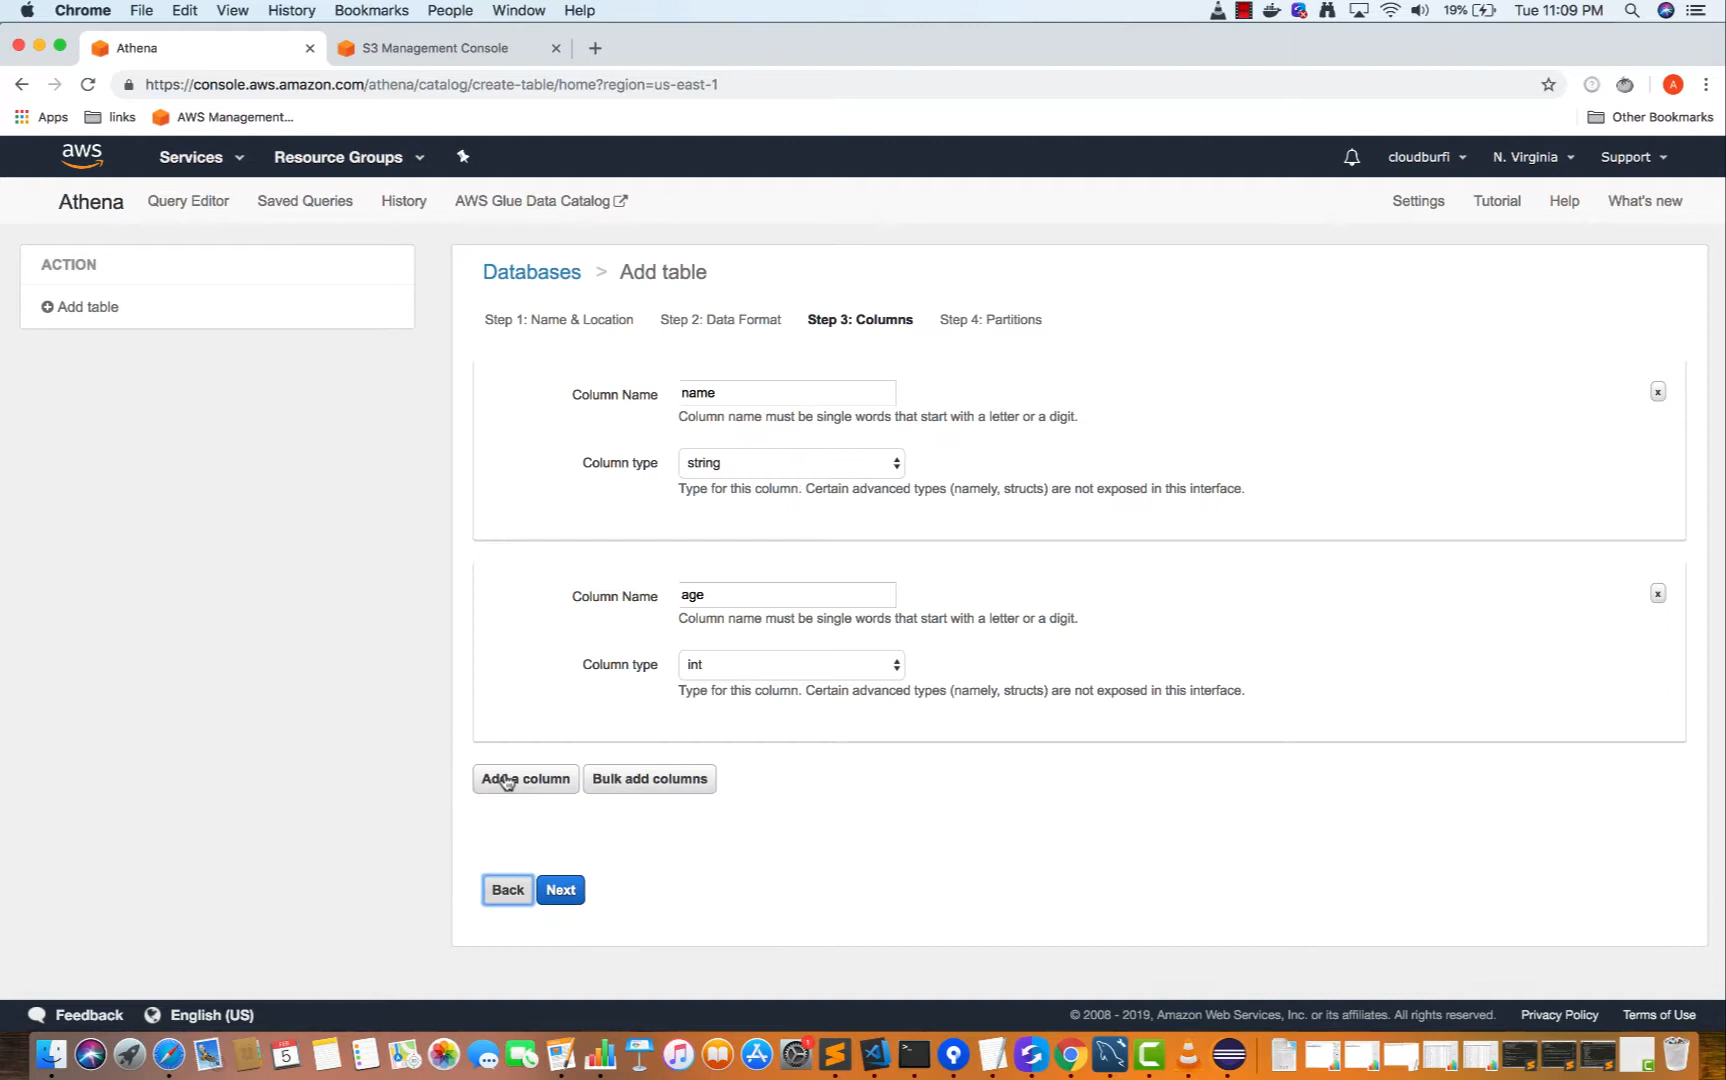 Chrome File Edit View History Bookmarks People Window Help 19% Tue 11:09 PM
Athena S3 Management Console
https://console.aws.amazon.com/athena/catalog/create-table/home?region=us-east-1 A
Apps links AWS Management... Other Bookmarks
aws Services Resource Groups cloudburfi N. Virginia Support
Athena Query Editor Saved Queries History AWS Glue Data Catalog Settings Tutorial Help What's new
ACTION
Add table
Databases > Add table
Step 1: Name & Location Step 2: Data Format Step 3: Columns Step 4: Partitions
Column Name name x
Column name must be single words that start with a letter or a digit.
Column type string
Type for this column. Certain advanced types (namely, structs) are not exposed in this interface.
Column Name age x
Column name must be single words that start with a letter or a digit.
Column type int
Type for this column. Certain advanced types (namely, structs) are not exposed in this interface.
Add a column Bulk add columns
Back Next
Feedback English (US) © 2008 - 2019, Amazon Web Services, Inc. or its affiliates. All rights reserved. Privacy Policy Terms of Use
5 1